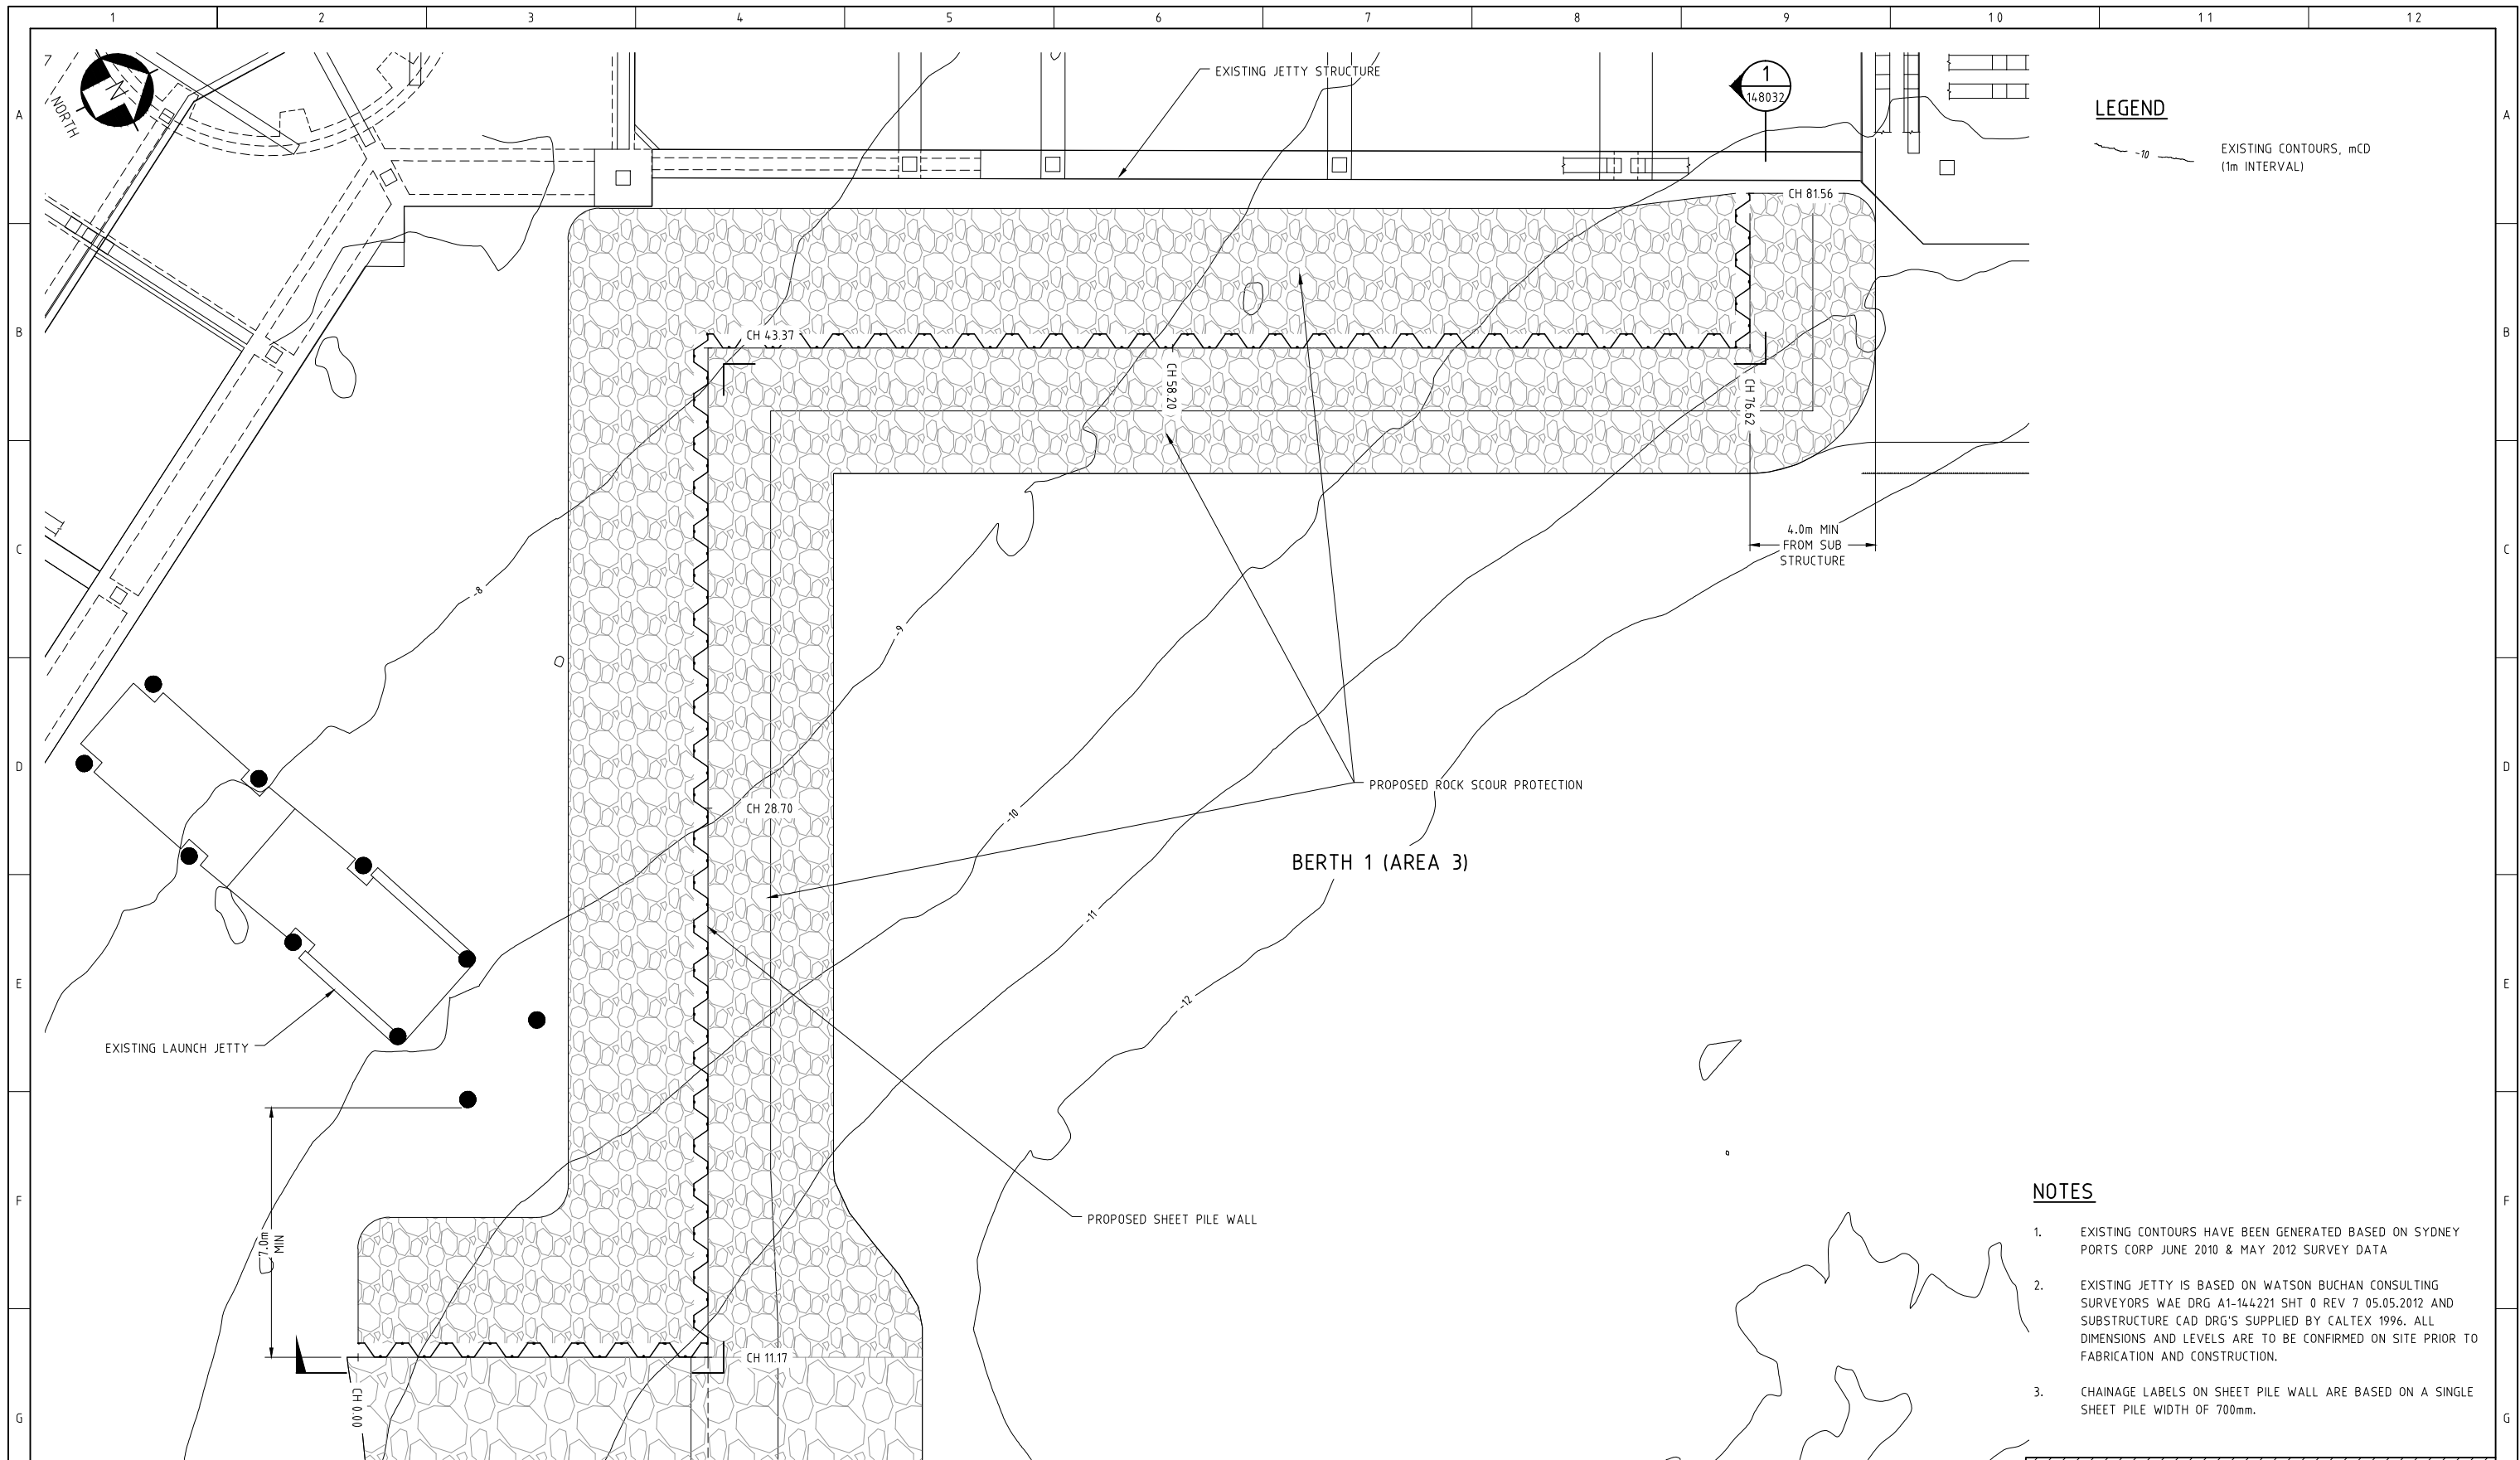 1 2 3 4 5 6 7 8 9 10 11 12
A
B
C
D
E
F
G
A
B
C
D
E
F
G
7
N
NORTH
EXISTING JETTY STRUCTURE
1
148032
LEGEND
-10
EXISTING CONTOURS, mCD
(1m INTERVAL)
CH 81.56
CH 43.37
CH 58.20
CH 76.62
4.0m MIN
FROM SUB
STRUCTURE
-8
-9
PROPOSED ROCK SCOUR PROTECTION
CH 28.70
-10
BERTH 1 (AREA 3)
-11
-12
EXISTING LAUNCH JETTY
PROPOSED SHEET PILE WALL
7.0m
MIN
CH 11.17
CH 0.00
NOTES
1. EXISTING CONTOURS HAVE BEEN GENERATED BASED ON SYDNEY
PORTS CORP JUNE 2010 & MAY 2012 SURVEY DATA
2. EXISTING JETTY IS BASED ON WATSON BUCHAN CONSULTING
SURVEYORS WAE DRG A1-144221 SHT 0 REV 7 05.05.2012 AND
SUBSTRUCTURE CAD DRG'S SUPPLIED BY CALTEX 1996. ALL
DIMENSIONS AND LEVELS ARE TO BE CONFIRMED ON SITE PRIOR TO
FABRICATION AND CONSTRUCTION.
3. CHAINAGE LABELS ON SHEET PILE WALL ARE BASED ON A SINGLE
SHEET PILE WIDTH OF 700mm.